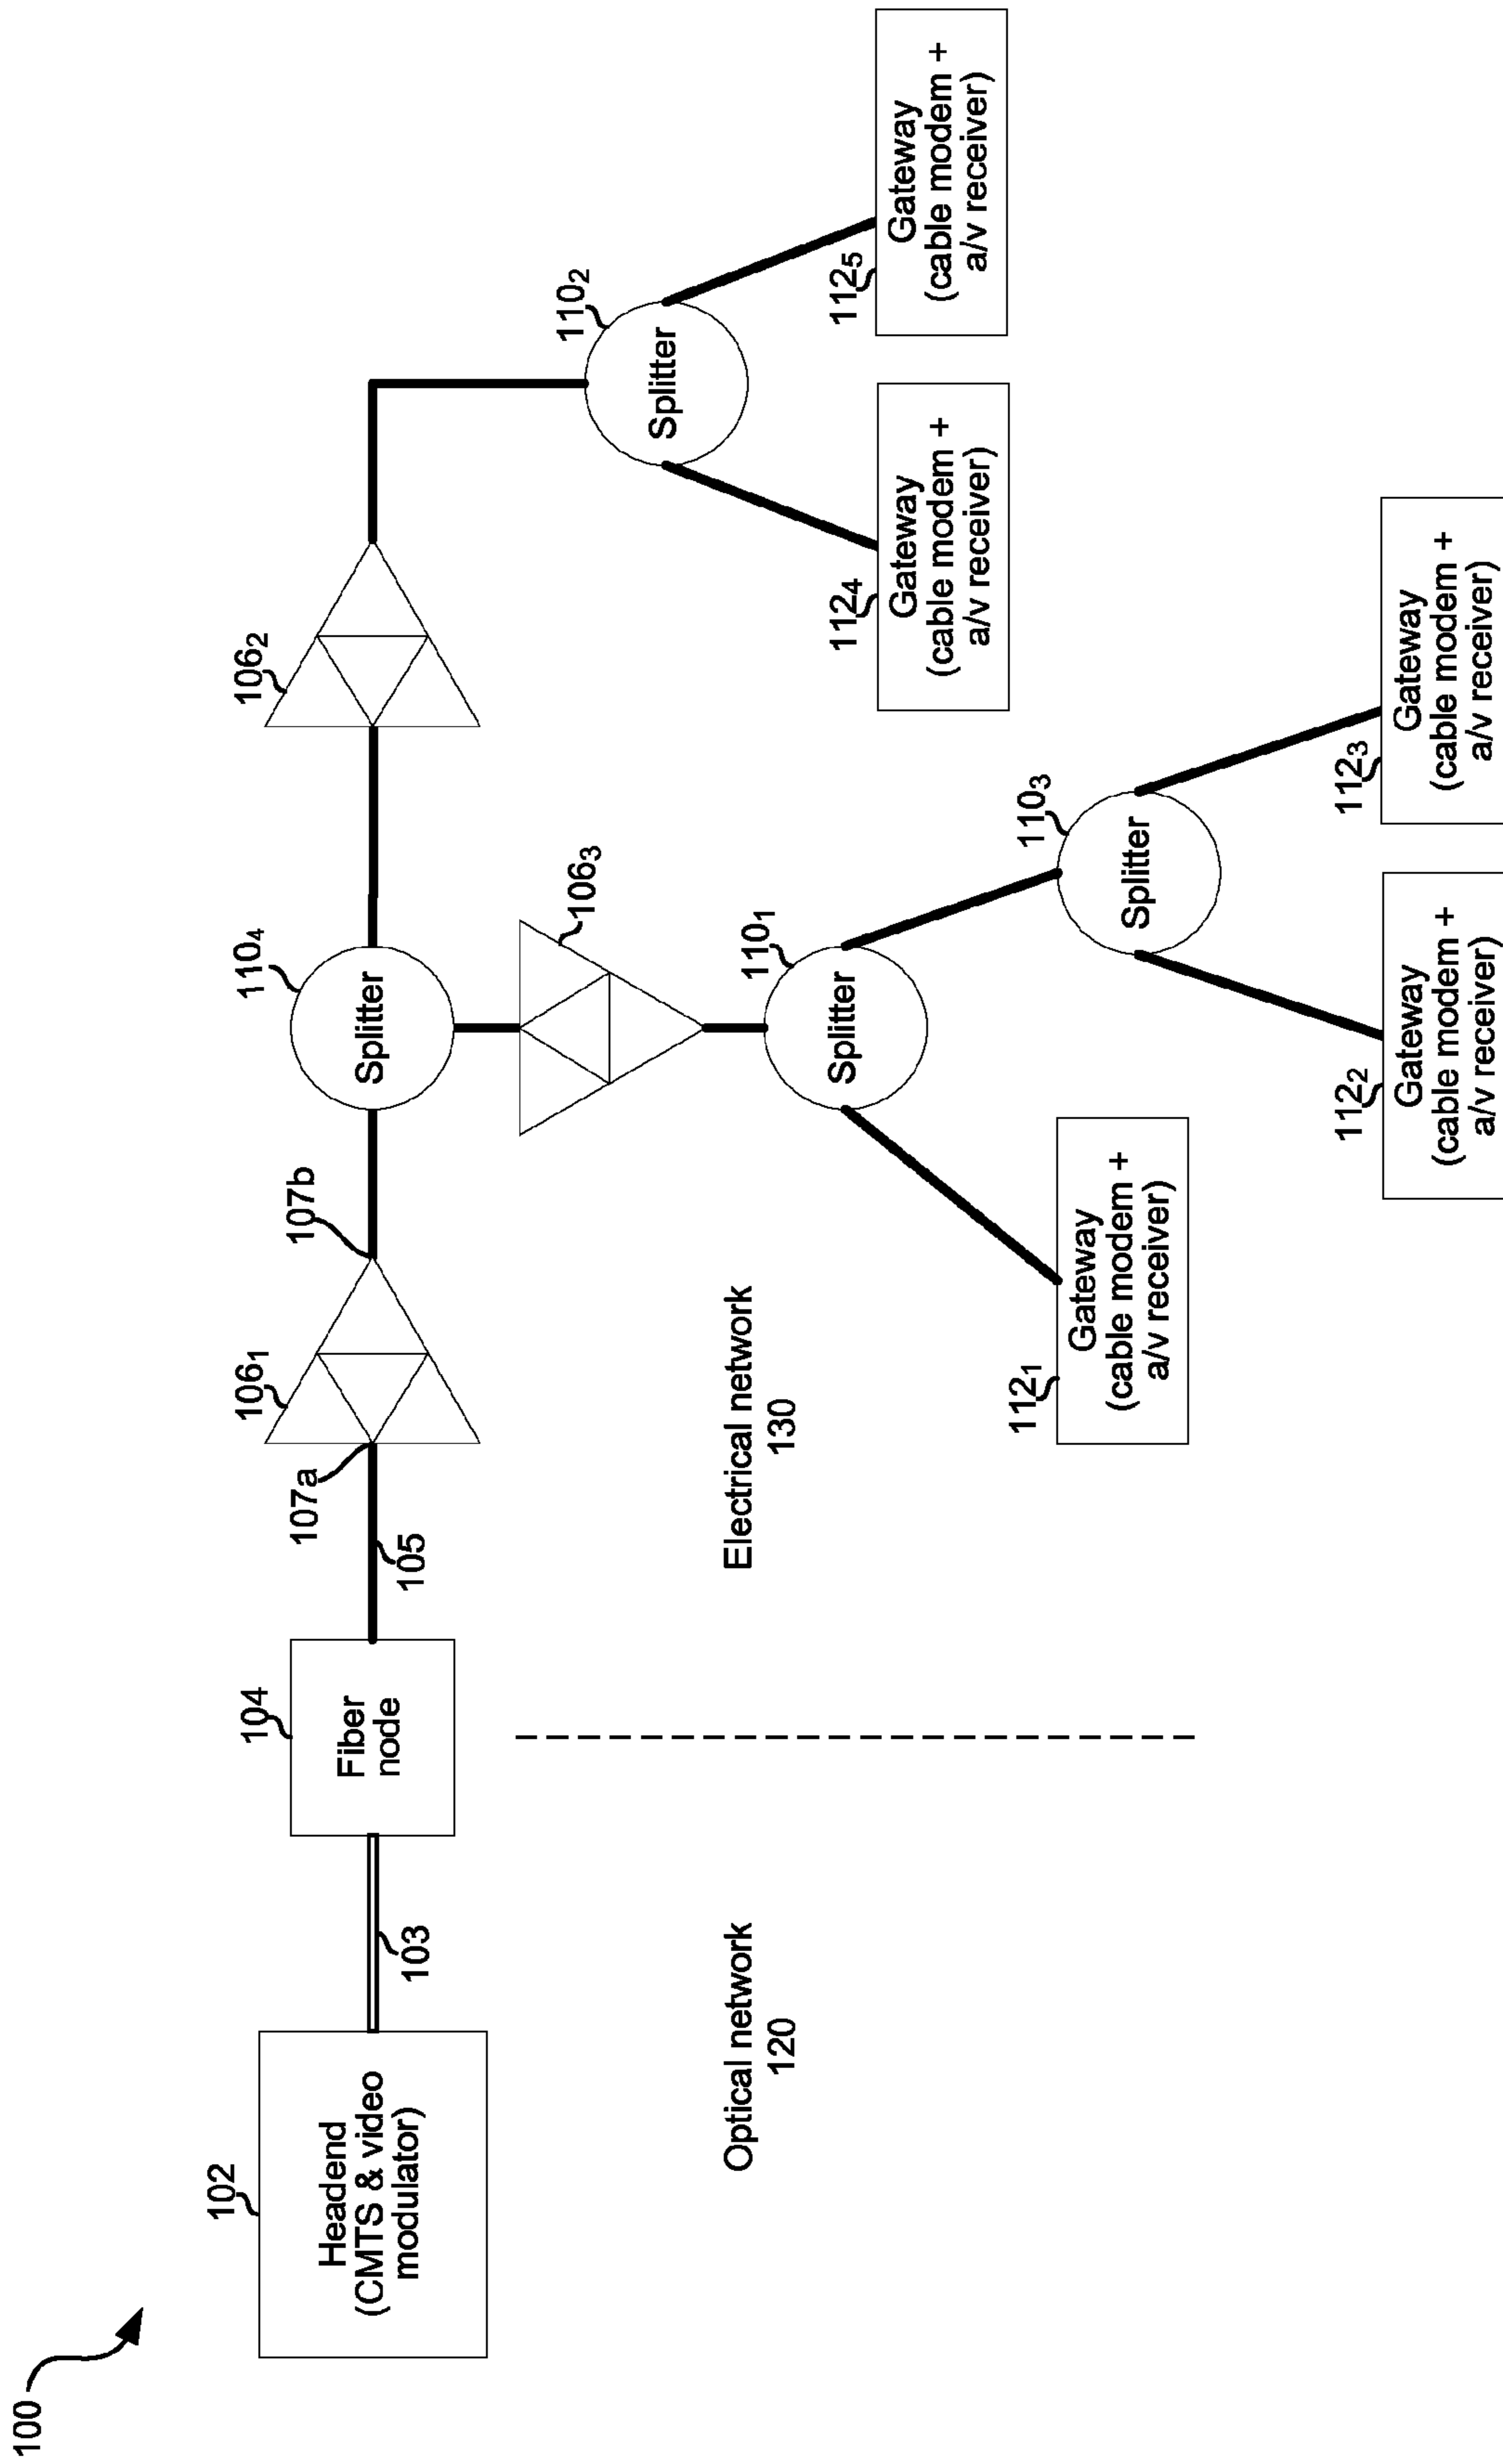 100
102
Headend
(CMTS & video
modulator)
103
104
Fiber
node
105
107a
106₁
107b
110₄
Splitter
106₂
106₃
110₂
Splitter
112₄
Gateway
(cable modem +
a/v receiver)
112₅
Gateway
(cable modem +
a/v receiver)
110₁
Splitter
110₃
Splitter
112₁
Gateway
(cable modem +
a/v receiver)
112₂
Gateway
(cable modem +
a/v receiver)
112₃
Gateway
(cable modem +
a/v receiver)
Optical network
120
Electrical network
130